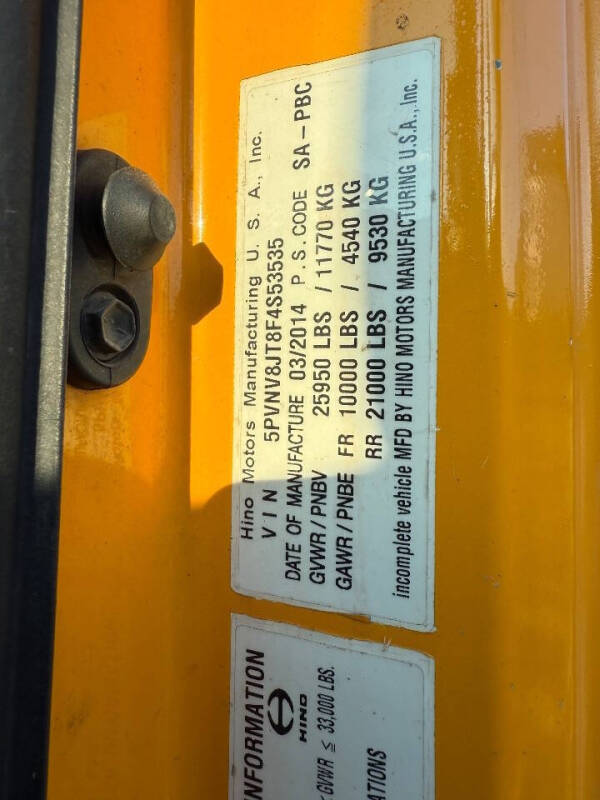 Hino Motors Manufacturing U. S. A., Inc.
VIN 5PVNV8JT8F4S53535
DATE OF MANUFACTURE 03/2014 P.S.CODE SA-PBC
GVWR/PNBV 25950 LBS / 11770 KG
GAWR/PNBE FR 10000 LBS / 4540 KG
RR 21000 LBS / 9530 KG
incomplete vehicle MFD BY HINO MOTORS MANUFACTURING U.S.A., Inc.
HINO
GVWR ≤ 33,000 LBS.